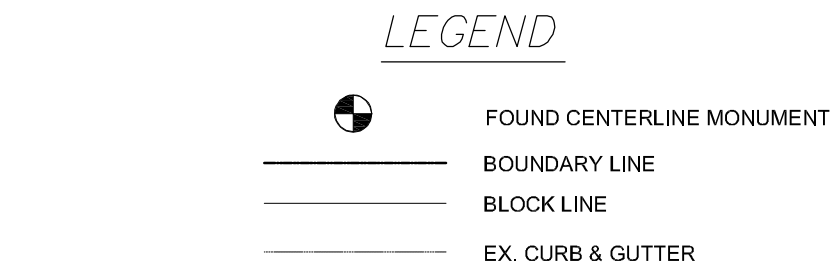 LEGEND
FOUND CENTERLINE MONUMENT
BOUNDARY LINE
BLOCK LINE
EX. CURB & GUTTER